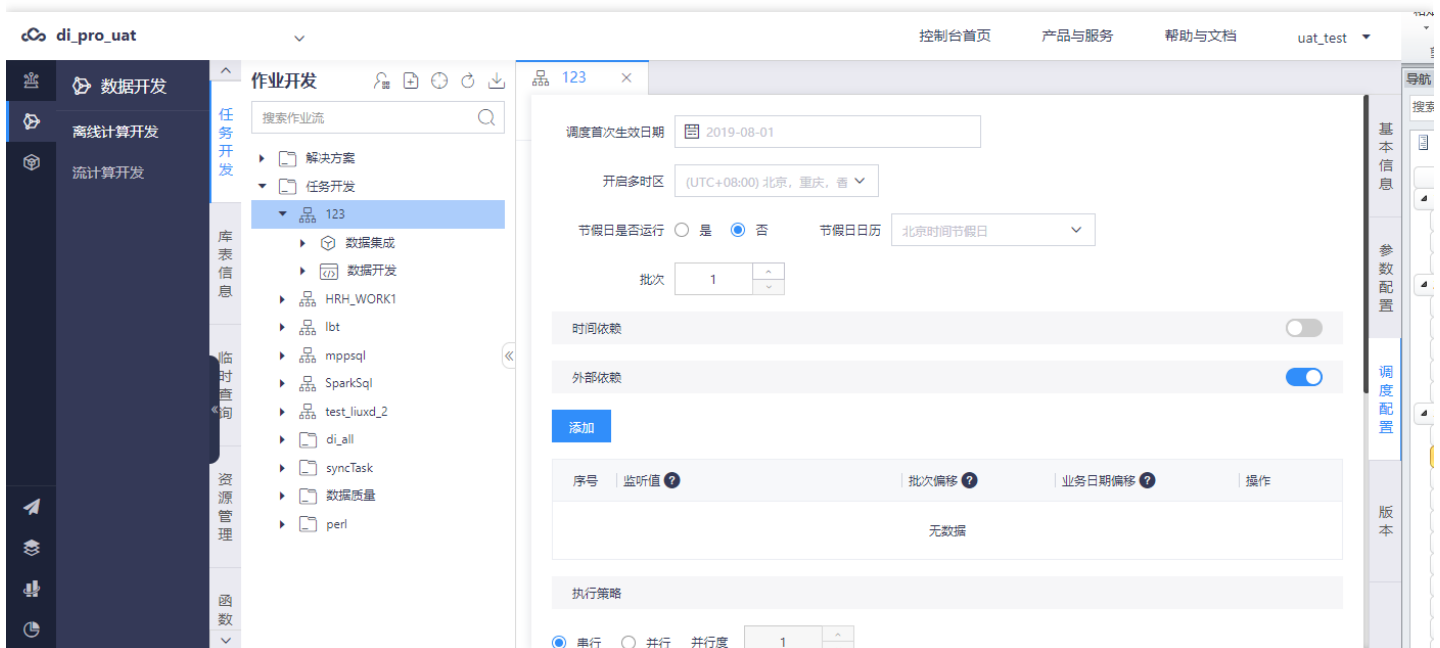 di_pro_uat
控制台首页 产品与服务 帮助与文档 uat_test
数据开发
离线计算开发
流计算开发
任务开发
库表信息
临时查询
资源管理
函数
作业开发
搜索作业流
解决方案
任务开发
123
数据集成
数据开发
HRH_WORK1
lbt
mppsql
SparkSql
test_liuxd_2
di_all
syncTask
数据质量
perl
123
调度首次生效日期 2019-08-01
开启多时区 (UTC+08:00) 北京，重庆，香
节假日是否运行 是 否 节假日日历 北京时间节假日
批次 1
时间依赖
外部依赖
添加
序号 监听值 ? 批次偏移 ? 业务日期偏移 ? 操作
无数据
执行策略
串行 并行 并行度 1
基本信息
参数配置
调度配置
版本
导航
搜索